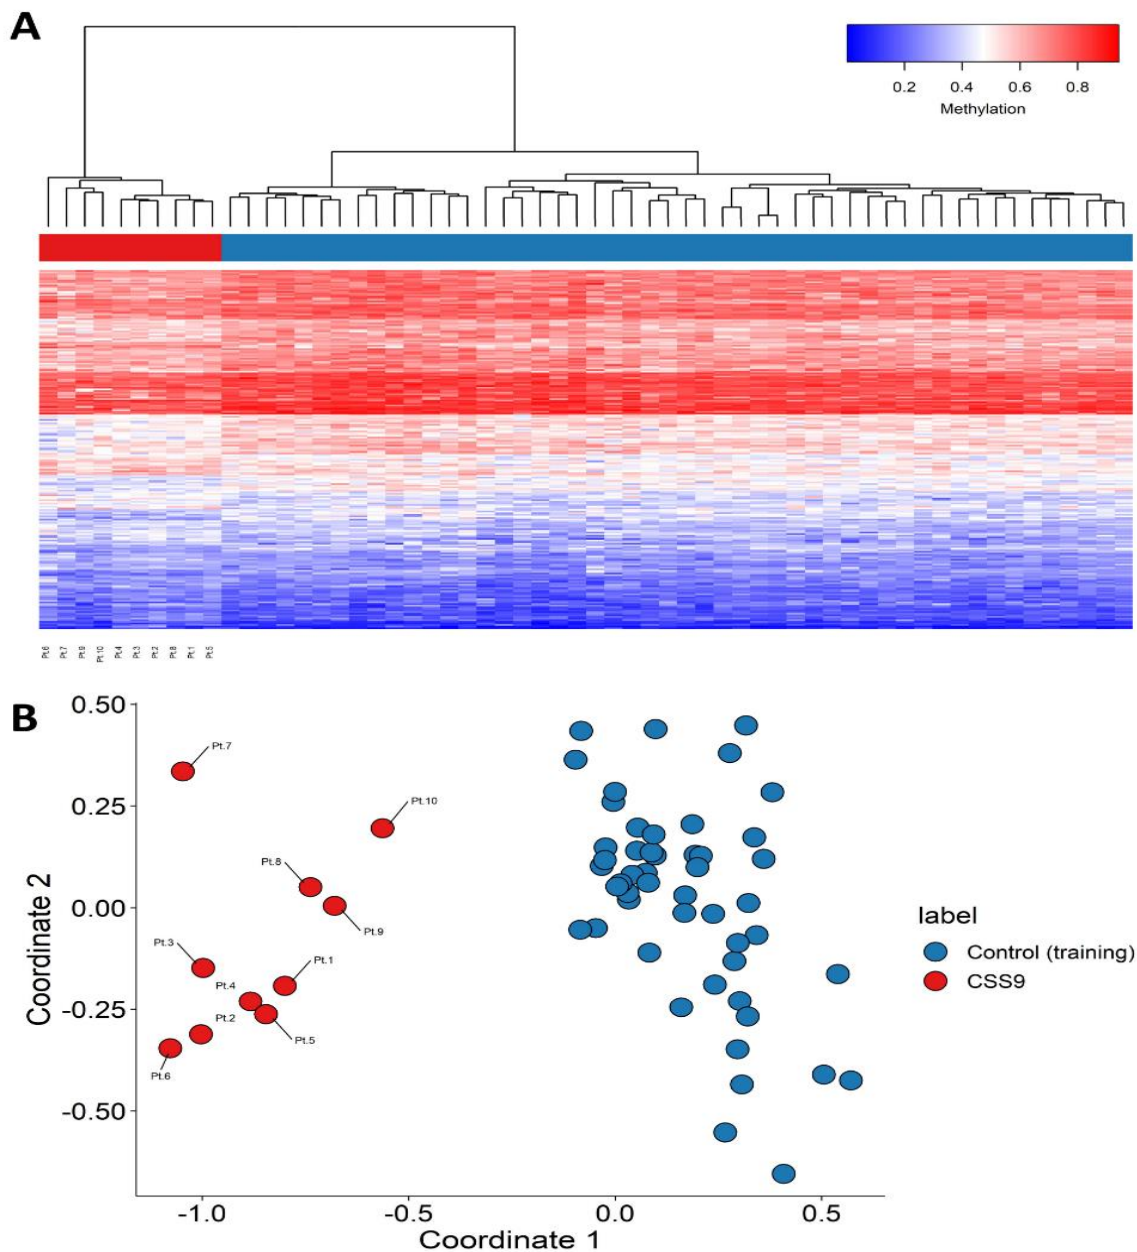 A
0.2 0.4 0.6 0.8
Methylation
Pt.6 Pt.7 Pt.9 Pt.10 Pt.4 Pt.3 Pt.2 Pt.8 Pt.1 Pt.5
B
0.50
0.25
0.00
-0.25
-0.50
Coordinate 2
Pt.7
Pt.10
Pt.8
Pt.9
Pt.3
Pt.1
Pt.4
Pt.2
Pt.5
Pt.6
label
Control (training)
CSS9
-1.0 -0.5 0.0 0.5
Coordinate 1